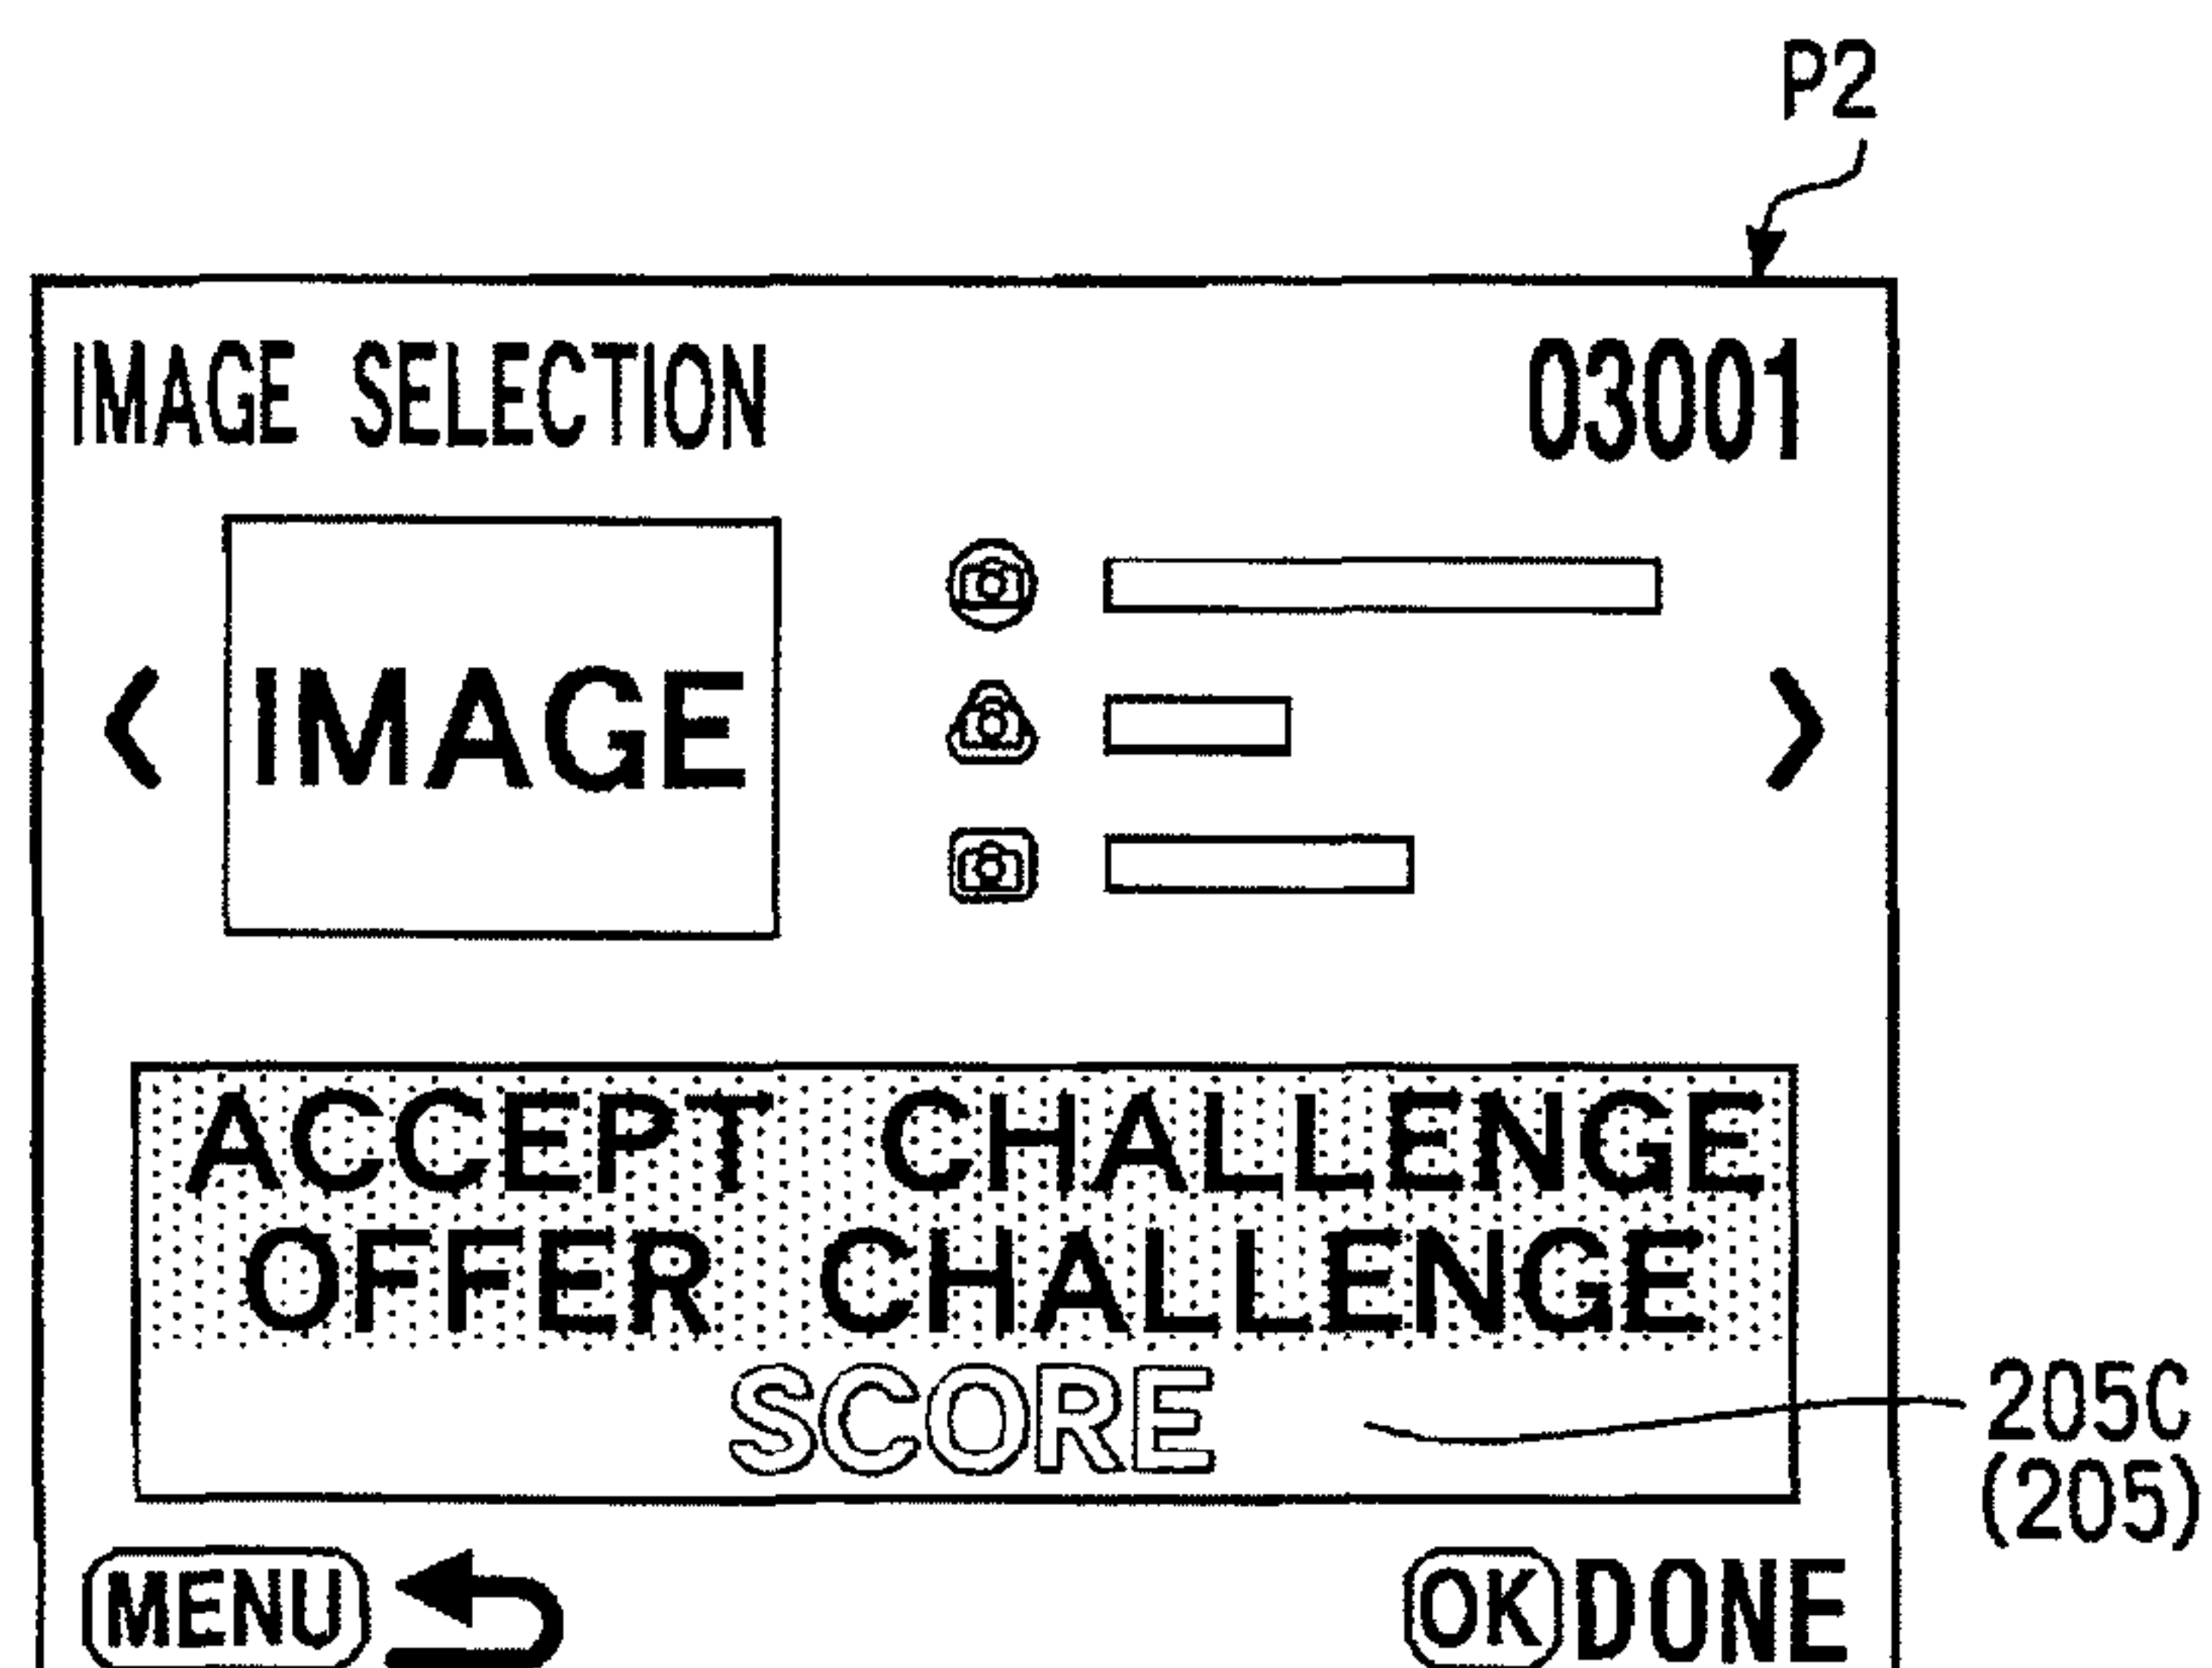 P2
IMAGE SELECTION 03001
< IMAGE >
ACCEPT CHALLENGE
OFFER CHALLENGE
SCORE
205C
(205)
MENU OK DONE